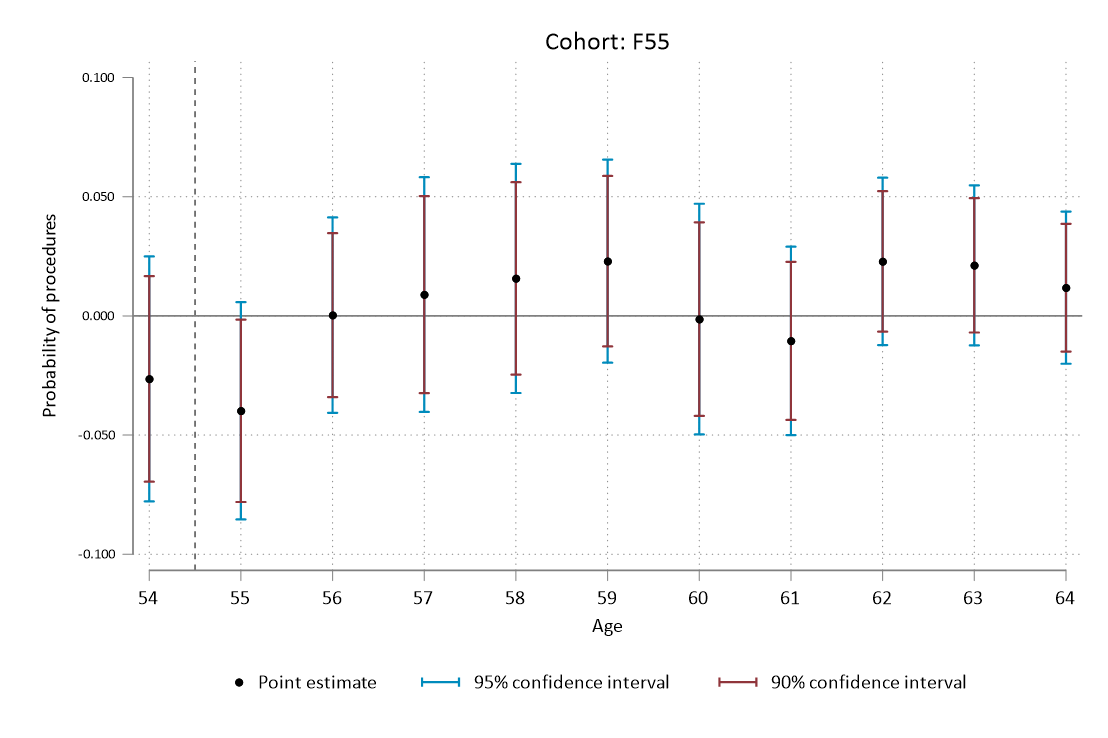 Cohort: F55
0.100
0.050
0.000
-0.050
-0.100
Probability of procedures
54 55 56 57 58 59 60 61 62 63 64
Age
Point estimate 95% confidence interval 90% confidence interval